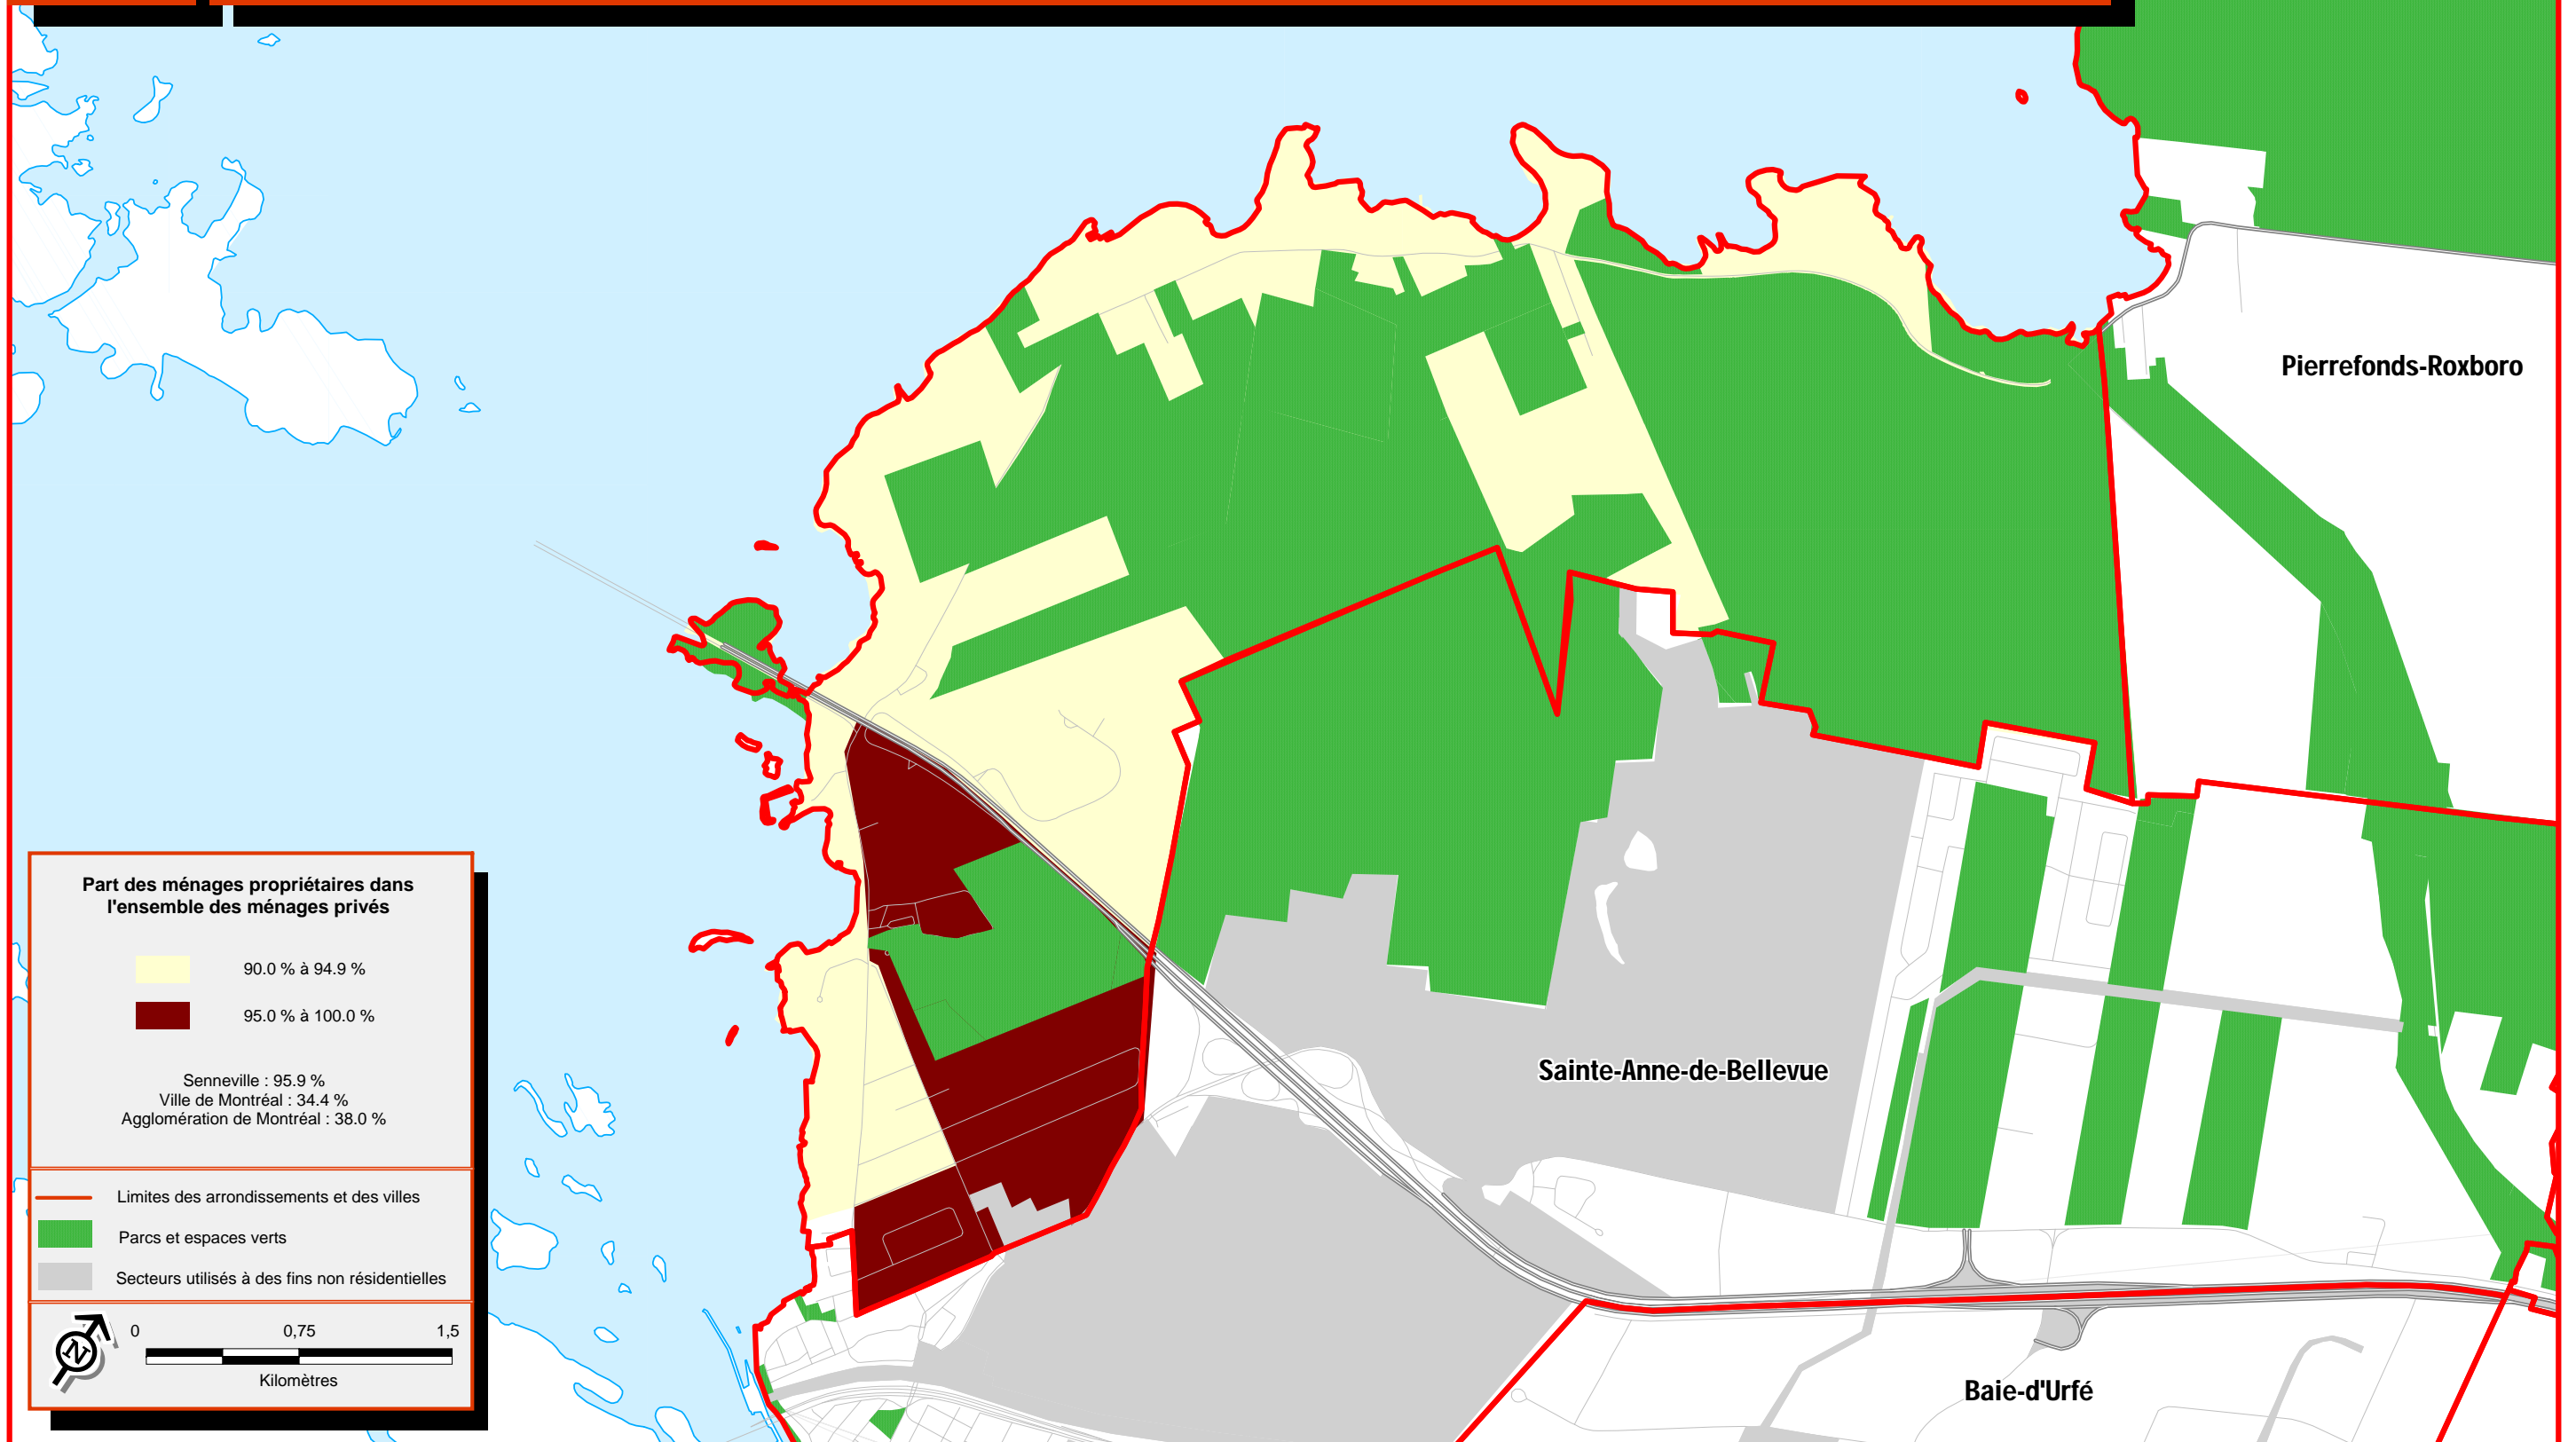 Pierrefonds-Roxboro
Sainte-Anne-de-Bellevue
Baie-d'Urfé
Part des ménages propriétaires dans
l'ensemble des ménages privés
90.0 % à 94.9 %
95.0 % à 100.0 %
Senneville : 95.9 %
Ville de Montréal : 34.4 %
Agglomération de Montréal : 38.0 %
Limites des arrondissements et des villes
Parcs et espaces verts
Secteurs utilisés à des fins non résidentielles
N
0 0,75 1,5
Kilomètres